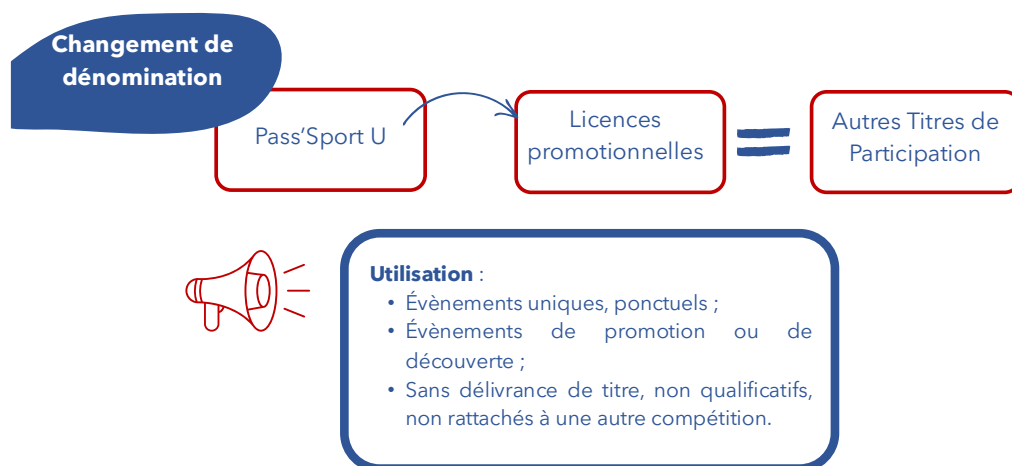 Changement de
dénomination
Pass’Sport U
Licences
promotionnelles
Autres Titres de
Participation
Utilisation :
• Évènements uniques, ponctuels ;
• Évènements de promotion ou de
découverte ;
• Sans délivrance de titre, non qualificatifs,
non rattachés à une autre compétition.